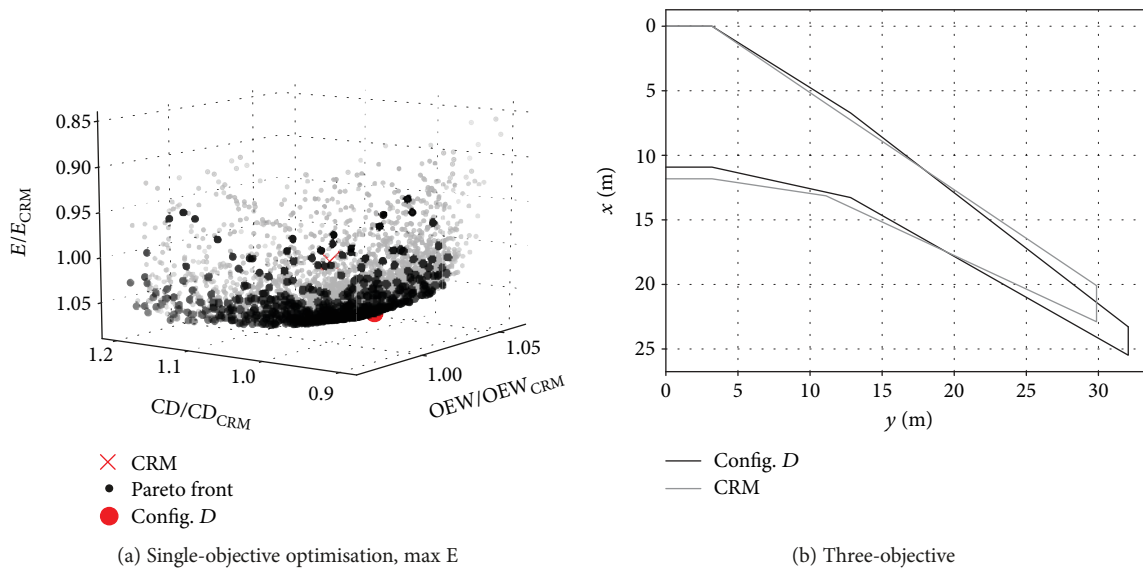 0.85
0.90
0.95
1.00
1.05
E/E_CRM
1.2
1.1
1.0
0.9
CD/CD_CRM
1.00
1.05
OEW/OEW_CRM
CRM
Pareto front
Config. D
(a) Single-objective optimisation, max E
0
5
10
15
20
25
x (m)
0 5 10 15 20 25 30
y (m)
Config. D
CRM
(b) Three-objective